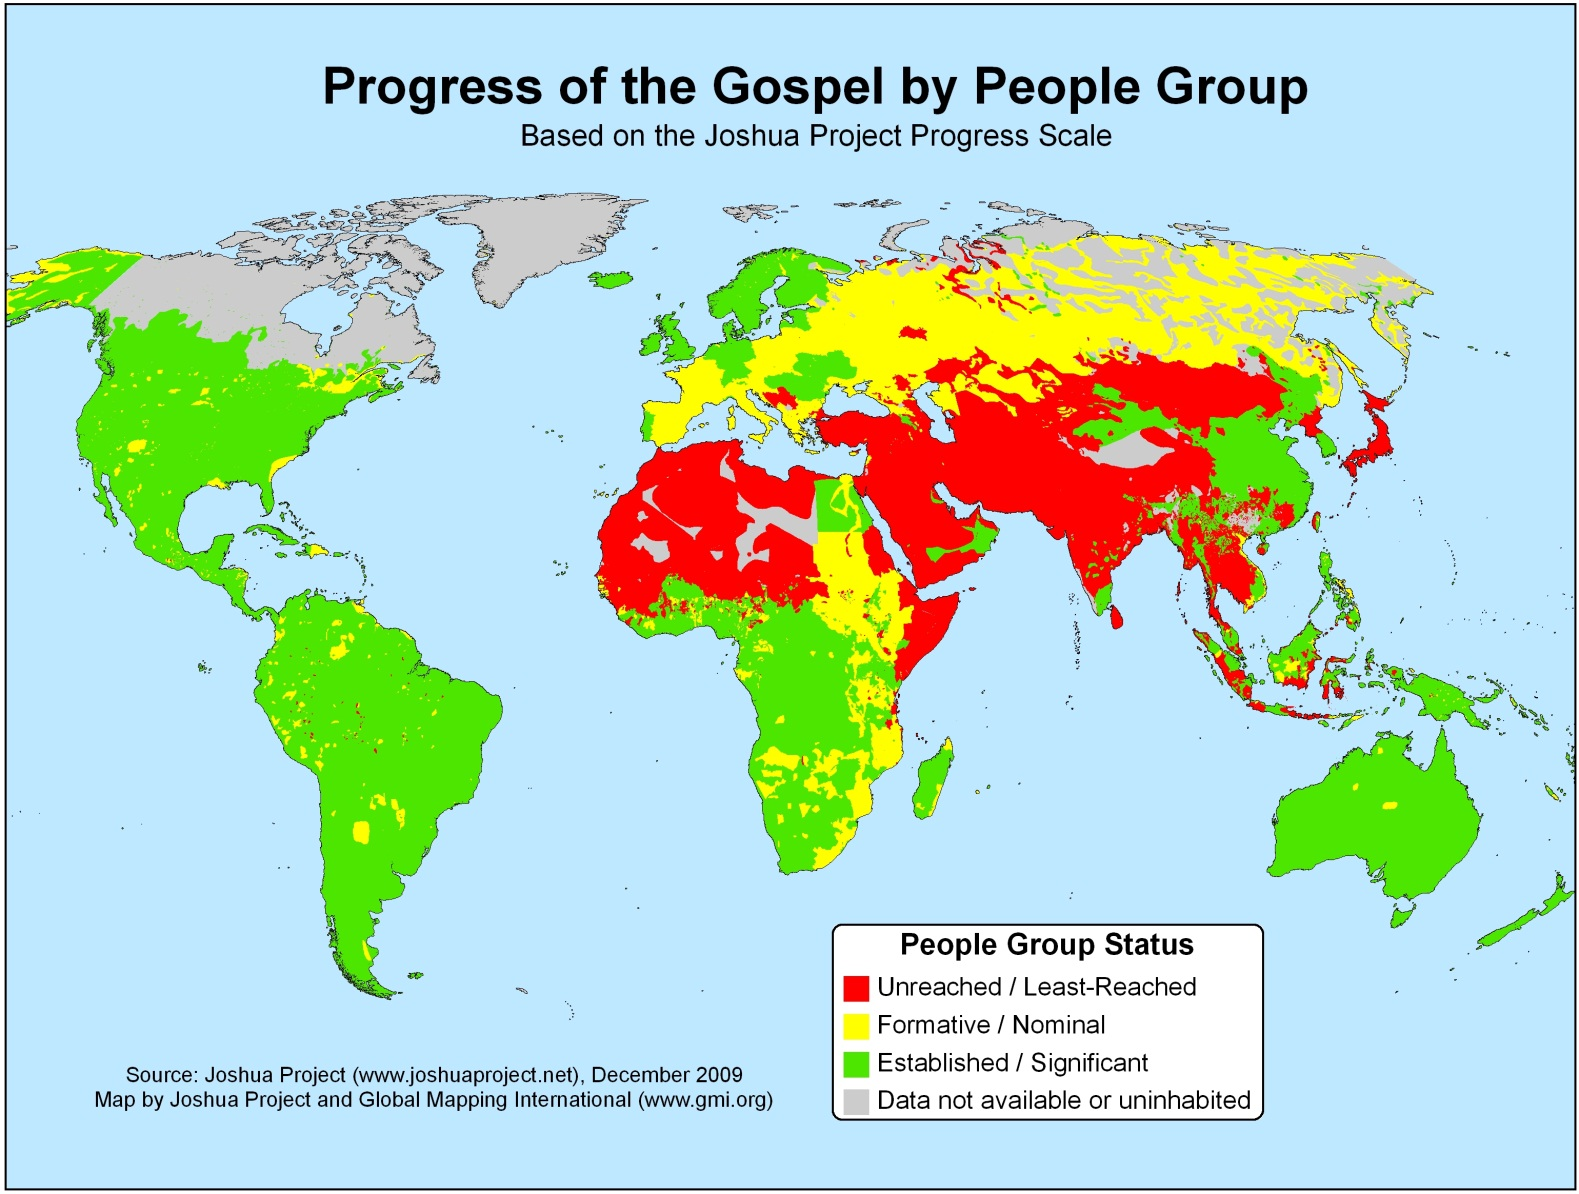 Progress of the Gospel by People Group
Based on the Joshua Project Progress Scale
People Group Status
Unreached / Least-Reached
Formative / Nominal
Established / Significant
Data not available or uninhabited
Source: Joshua Project (www.joshuaproject.net), December 2009
Map by Joshua Project and Global Mapping International (www.gmi.org)